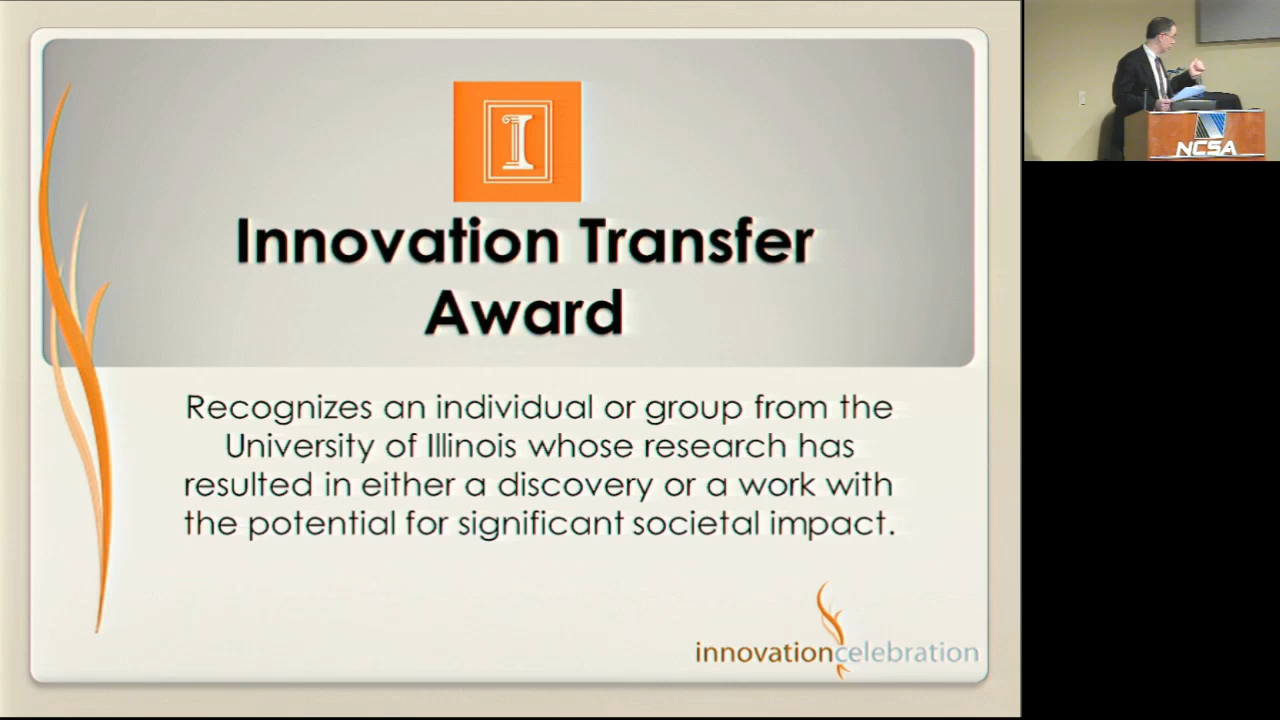 I
Innovation Transfer
Award
Recognizes an individual or group from the
University of Illinois whose research has
resulted in either a discovery or a work with
the potential for significant societal impact.
innovationcelebration
NCSA